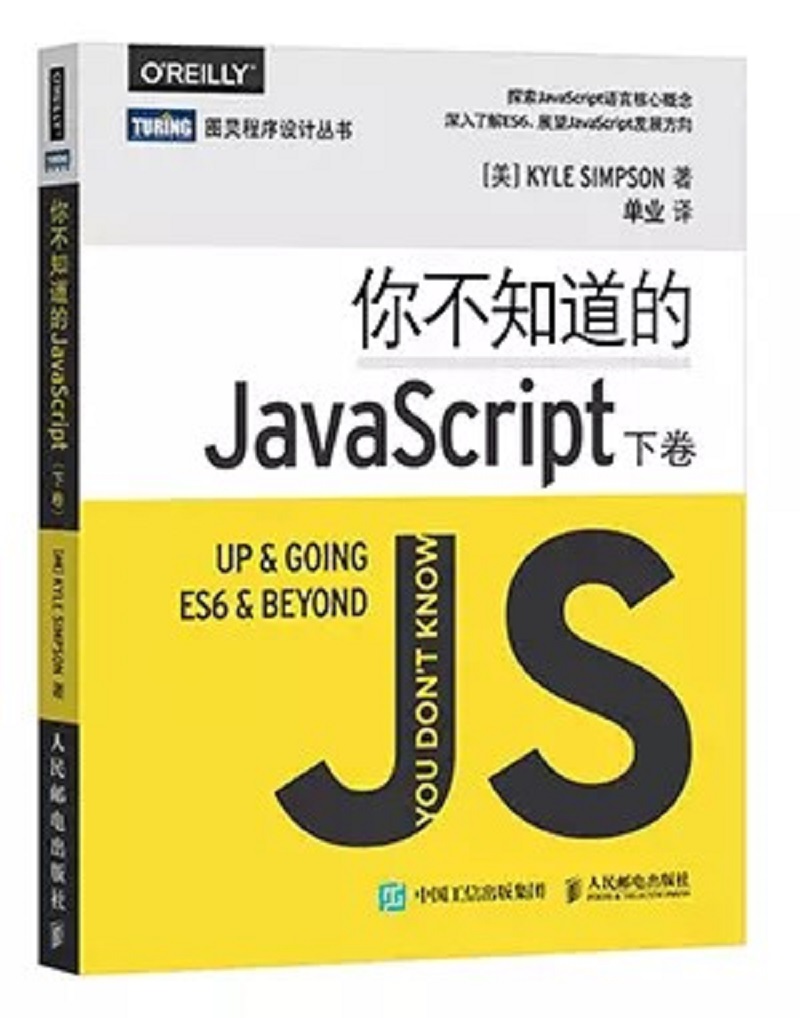 O'REILLY
TURING 图灵程序设计丛书
探索JavaScript语言核心概念
深入了解ES6、展望JavaScript发展方向
[美] KYLE SIMPSON 著
单业 译
你不知道的
JavaScript 下卷
UP & GOING
ES6 & BEYOND
JS
YOU DON'T KNOW
中国工信出版集团
人民邮电出版社
POSTS & TELECOM PRESS
O'REILLY
TURING
你不知道的JavaScript(下卷)
[美] KYLE SIMPSON 著
人民邮电出版社